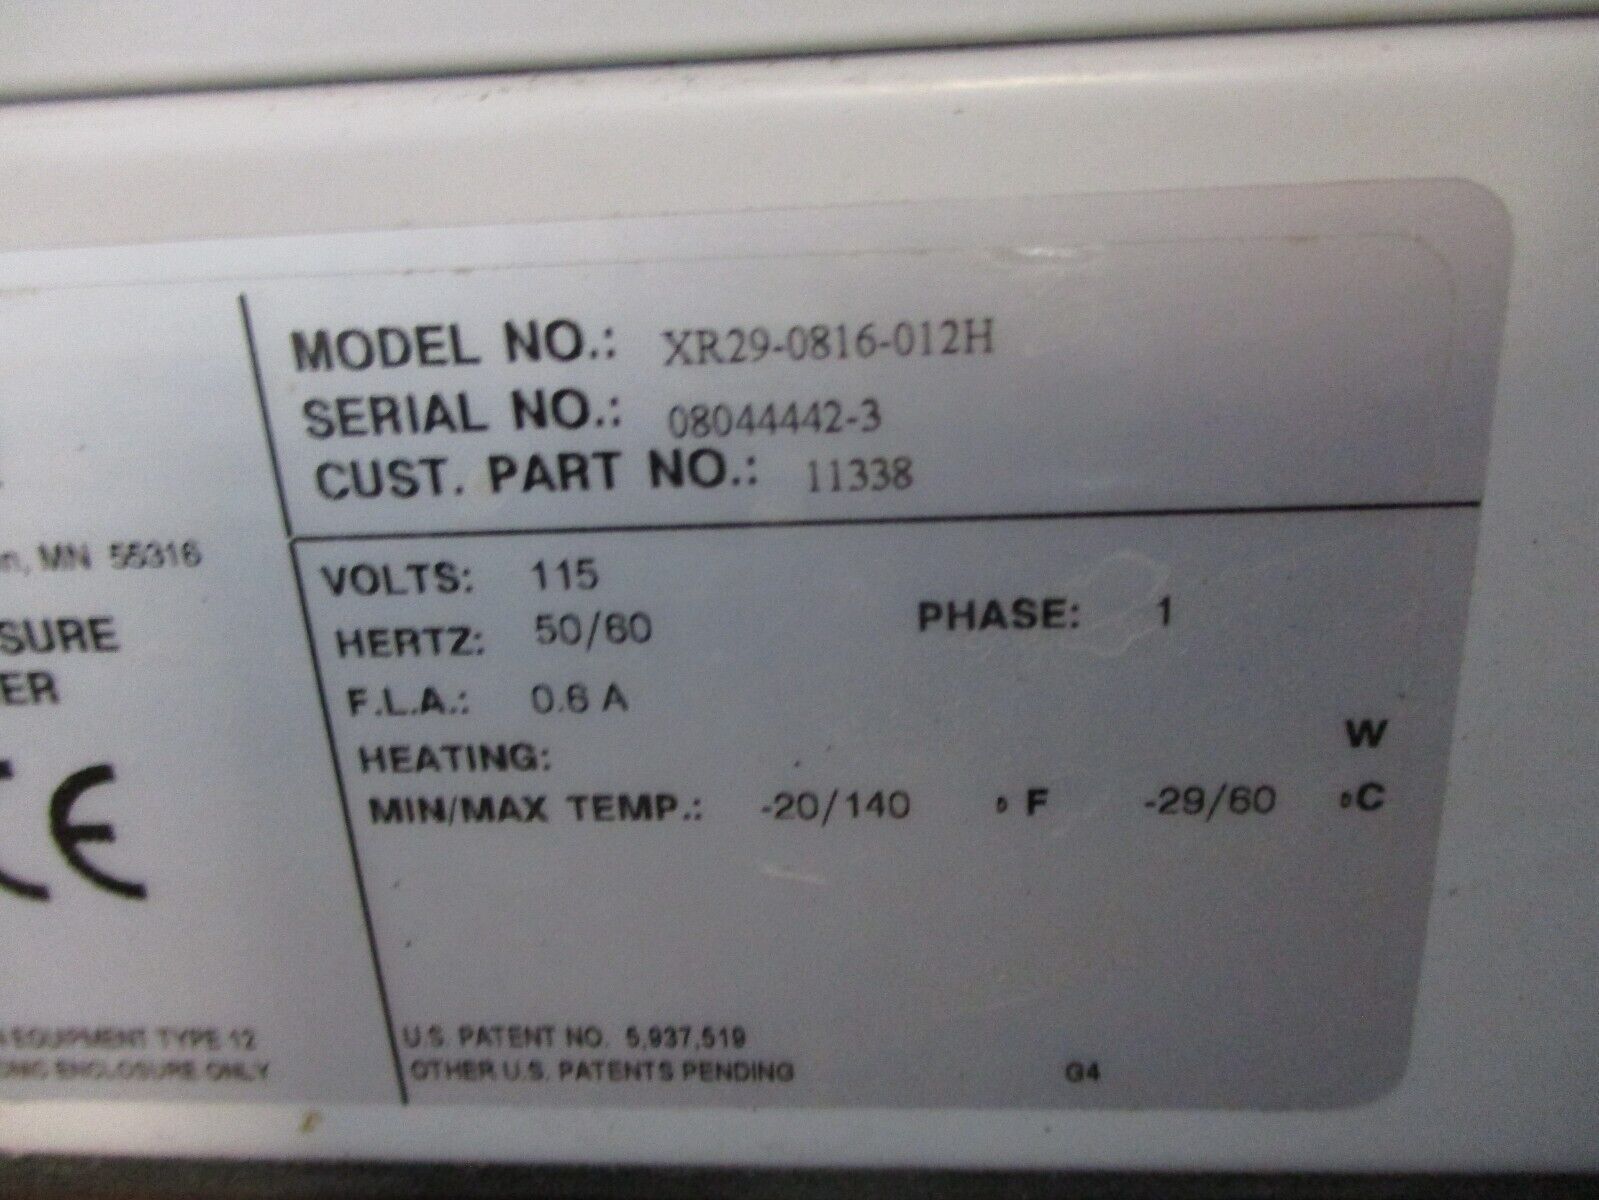 MODEL NO.: XR29-0816-012H
SERIAL NO.: 08044442-3
CUST. PART NO.: 11338
n, MN 55316
SURE
ER
CE
EQUIPMENT TYPE 12
ENCLOSURE ONLY
VOLTS: 115
HERTZ: 50/60 PHASE: 1
F.L.A.: 0.6 A
HEATING: W
MIN/MAX TEMP.: -20/140 °F -29/60 °C
U.S. PATENT NO. 5,937,519
OTHER U.S. PATENTS PENDING G4